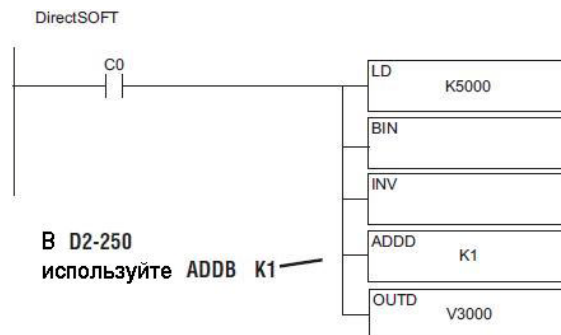 DirectSOFT
C0
LD
K5000
BIN
INV
ADDD
K1
OUTD
V3000
В D2-250
используйте ADDB K1